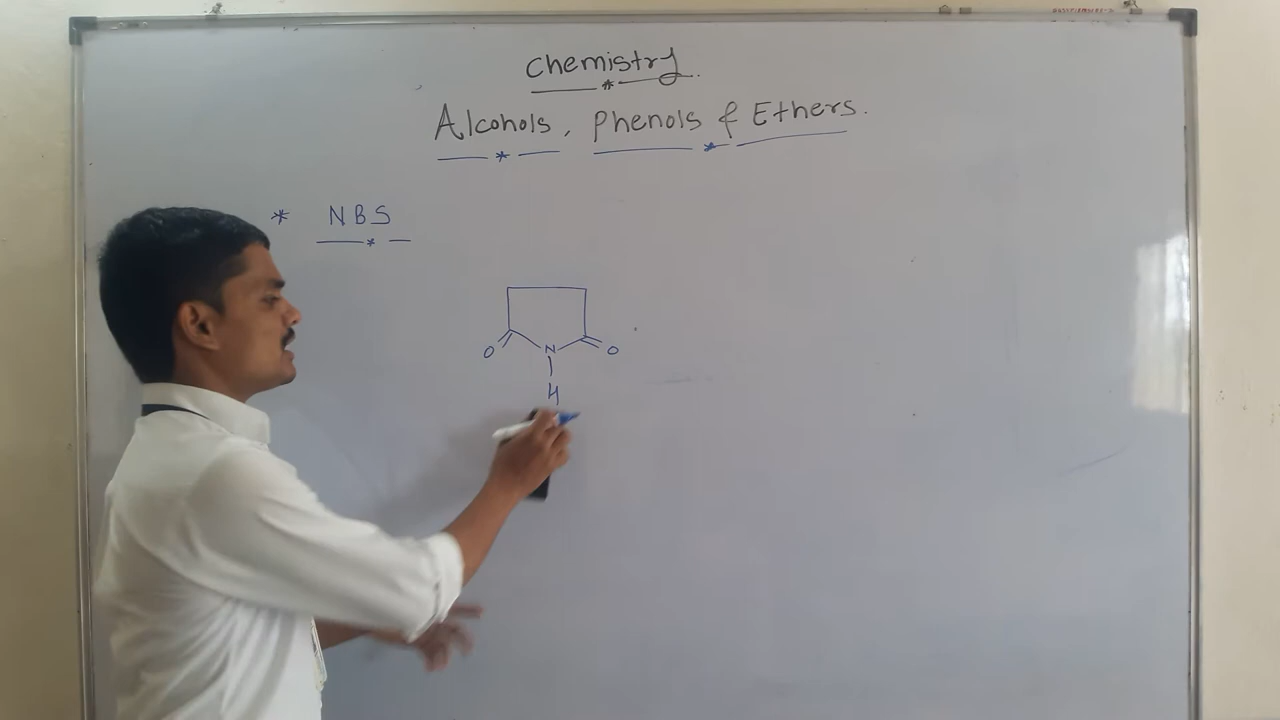 Chemistry.
Alcohols, Phenols & Ethers.
* NBS
O N O
H